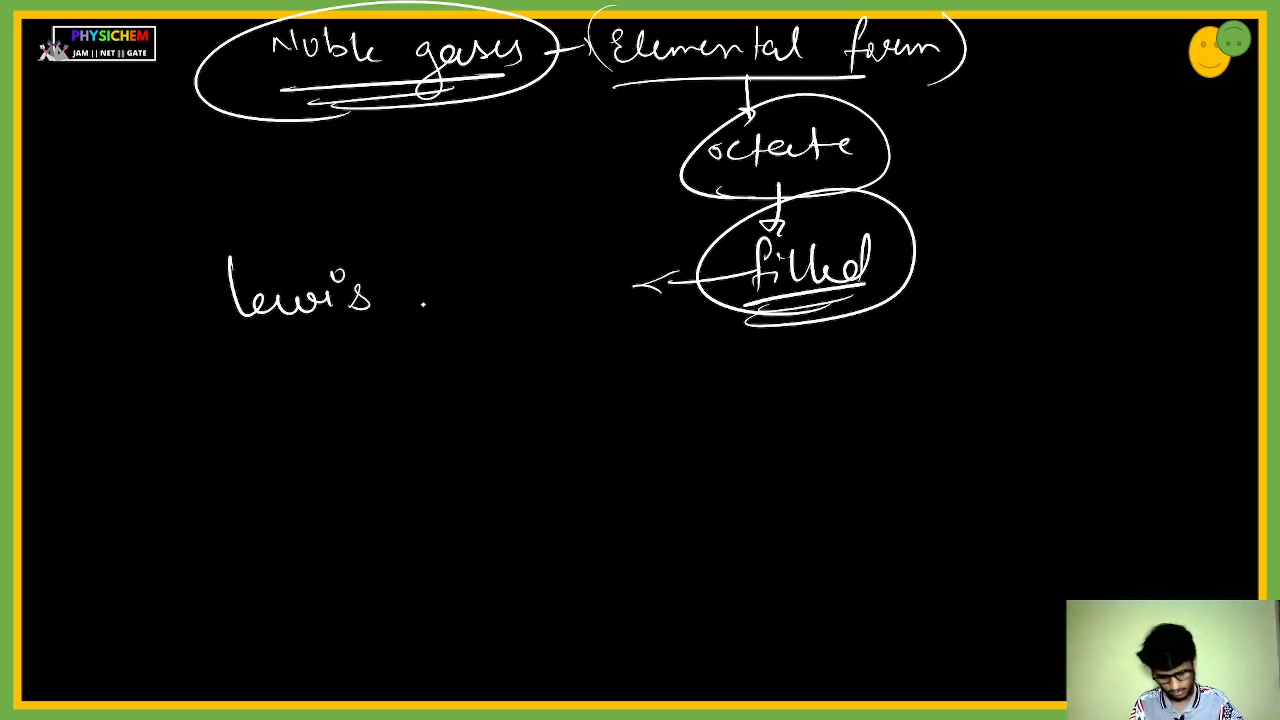 PHYSICHEM
JAM || NET || GATE
Noble gases - (Elemental form)
octate
filled
Lewis .